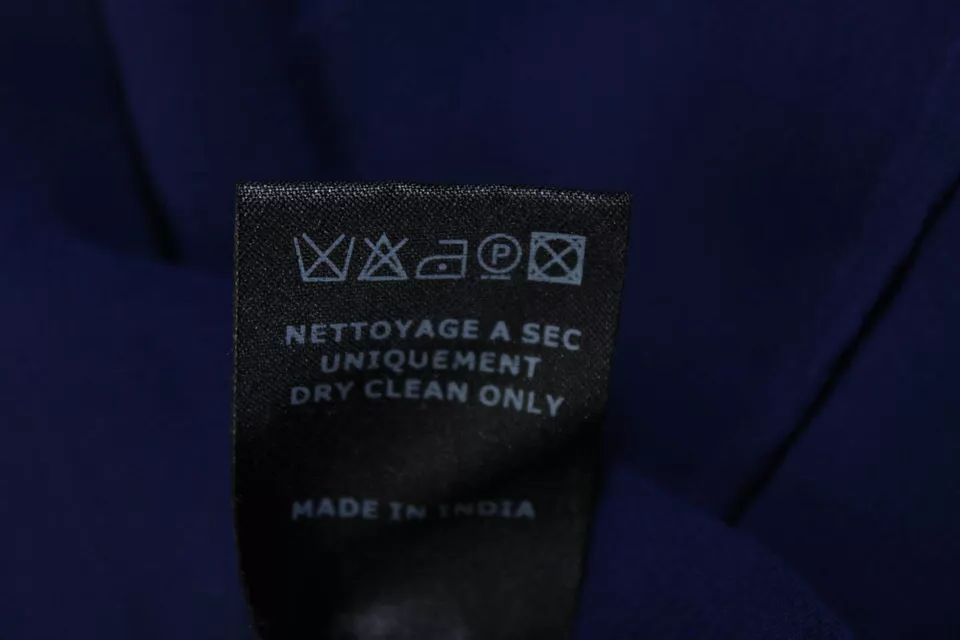 P
NETTOYAGE A SEC
UNIQUEMENT
DRY CLEAN ONLY
MADE IN INDIA